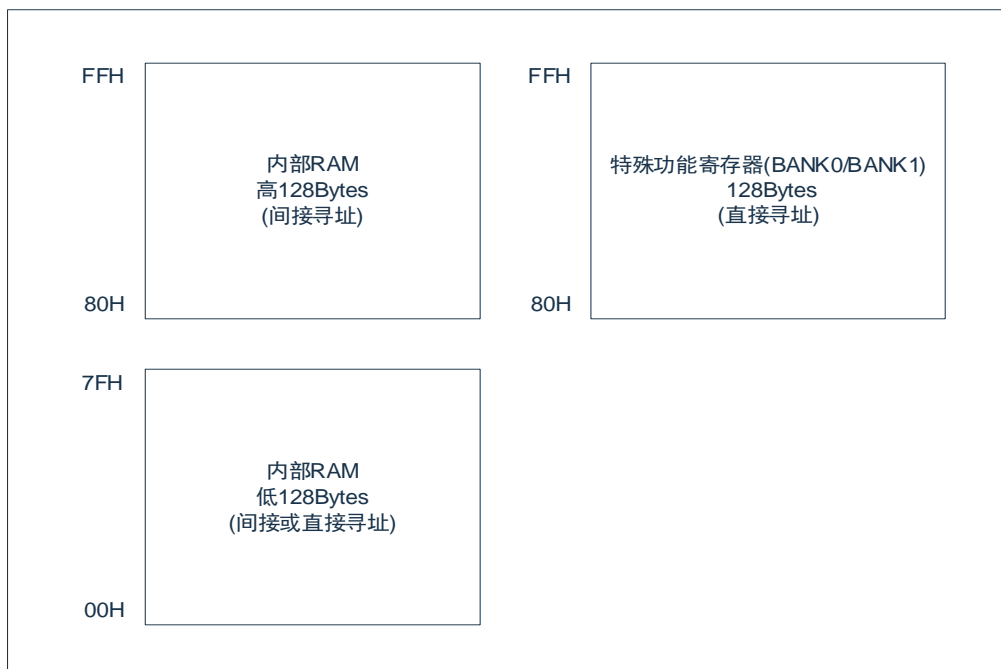 FFH
内部RAM
高128Bytes
(间接寻址)
80H
FFH
特殊功能寄存器(BANK0/BANK1)
128Bytes
(直接寻址)
80H
7FH
内部RAM
低128Bytes
(间接或直接寻址)
00H